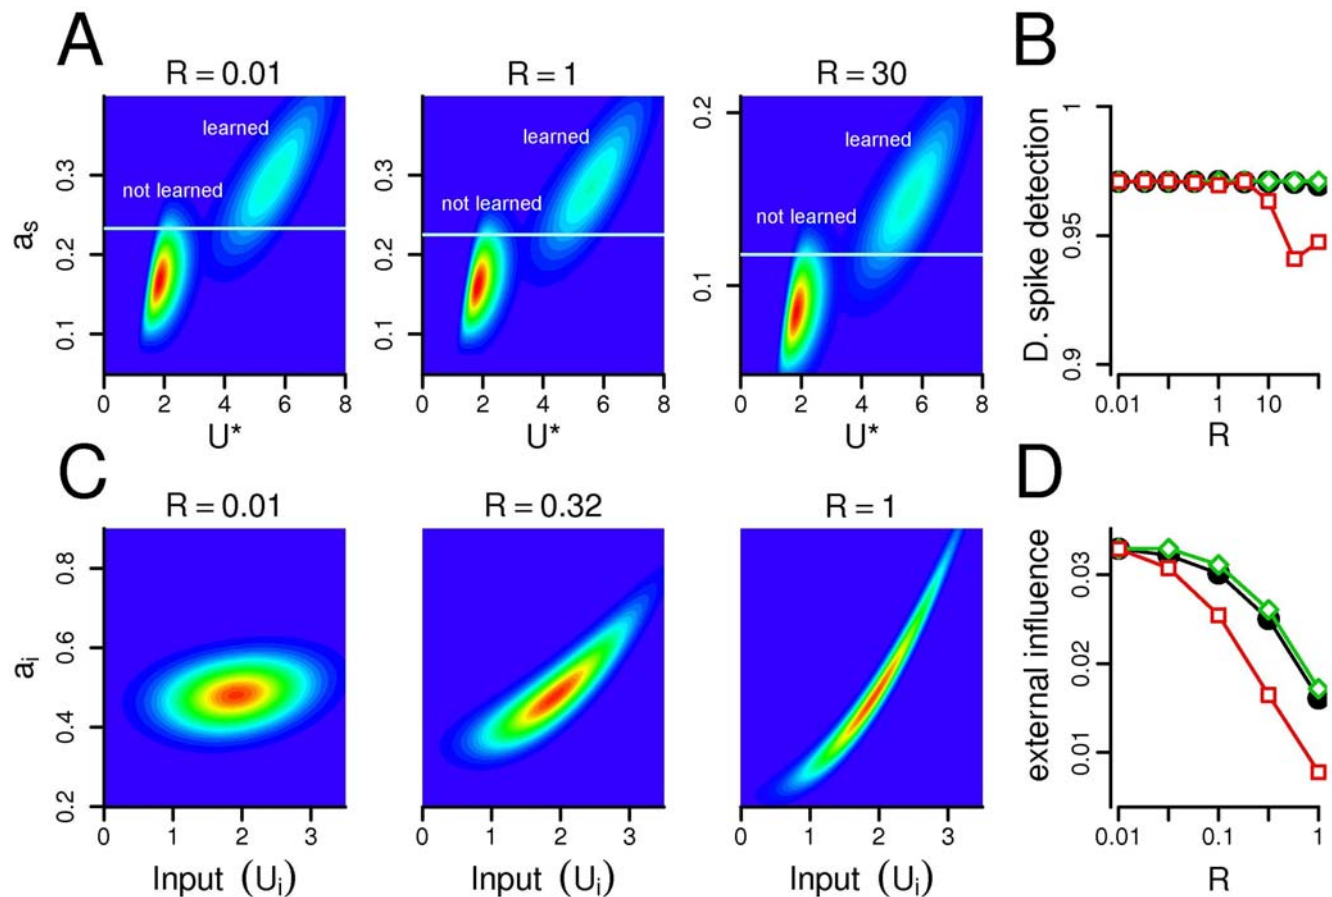 A
R = 0.01
R = 1
R = 30
learned
not learned
a_s
0.1
0.2
0.3
0
2
4
6
8
U*
learned
not learned
0.1
0.2
0.3
0
2
4
6
8
U*
learned
not learned
0.1
0.2
0
2
4
6
8
U*
B
D. spike detection
0.9
0.95
1
0.01
1
10
R
C
R = 0.01
R = 0.32
R = 1
a_i
0.2
0.4
0.6
0.8
0
1
2
3
Input (U_i)
0
1
2
3
Input (U_i)
0
1
2
3
Input (U_i)
D
external influence
0.01
0.02
0.03
0.01
0.1
1
R